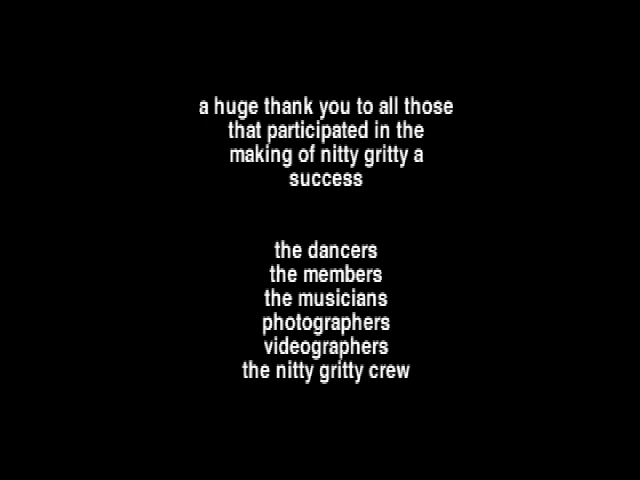 a huge thank you to all those
that participated in the
making of nitty gritty a
success
the dancers
the members
the musicians
photographers
videographers
the nitty gritty crew